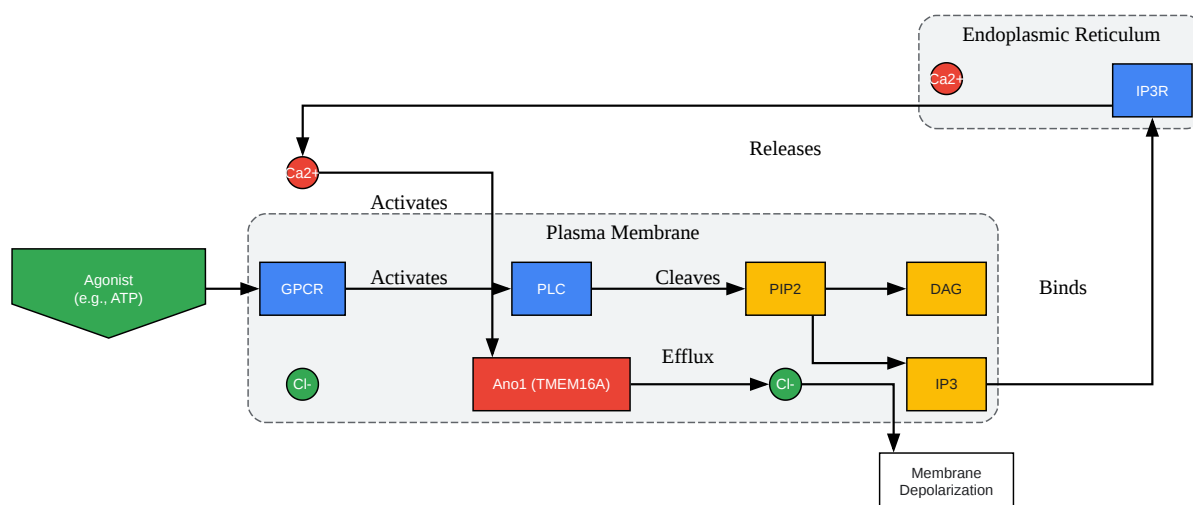 Endoplasmic Reticulum
Ca2+
IP3R
Releases
Ca2+
Activates
Plasma Membrane
Agonist
(e.g., ATP)
GPCR
Activates
PLC
Cleaves
PIP2
DAG
Binds
Efflux
Cl-
Ano1 (TMEM16A)
Cl-
IP3
Membrane
Depolarization